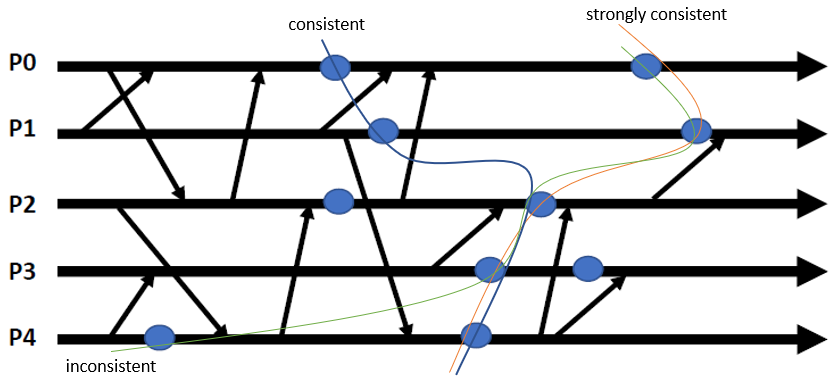 strongly consistent
consistent
P0
P1
P2
P3
P4
inconsistent